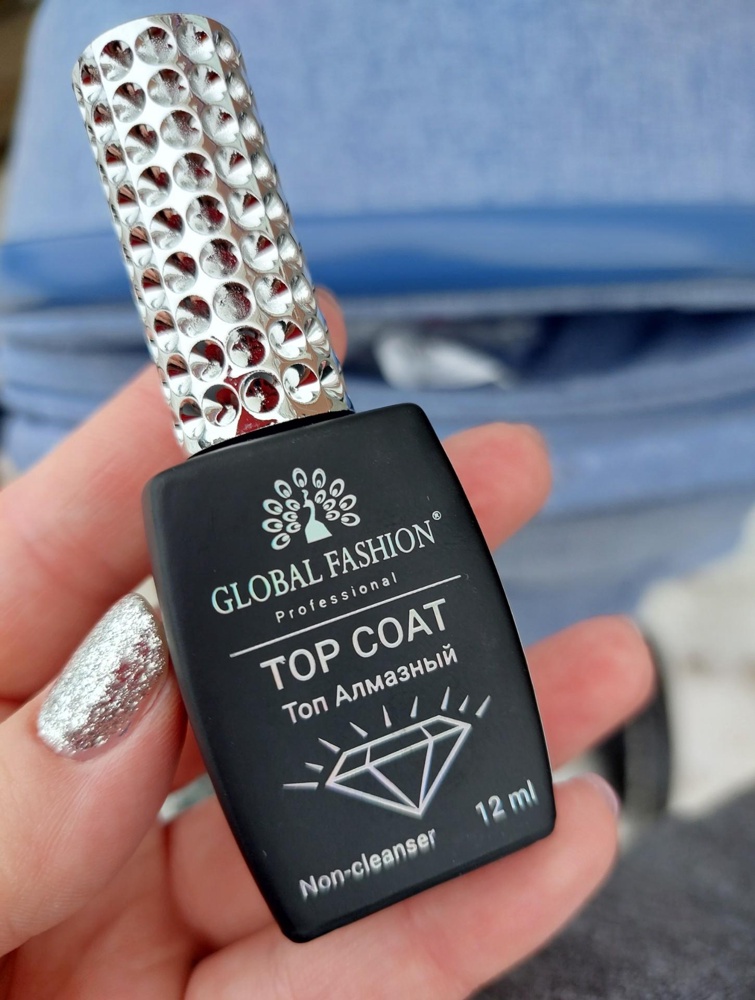 GLOBAL FASHION®
Professional
TOP COAT
Топ Алмазный
12 ml
Non-cleanser